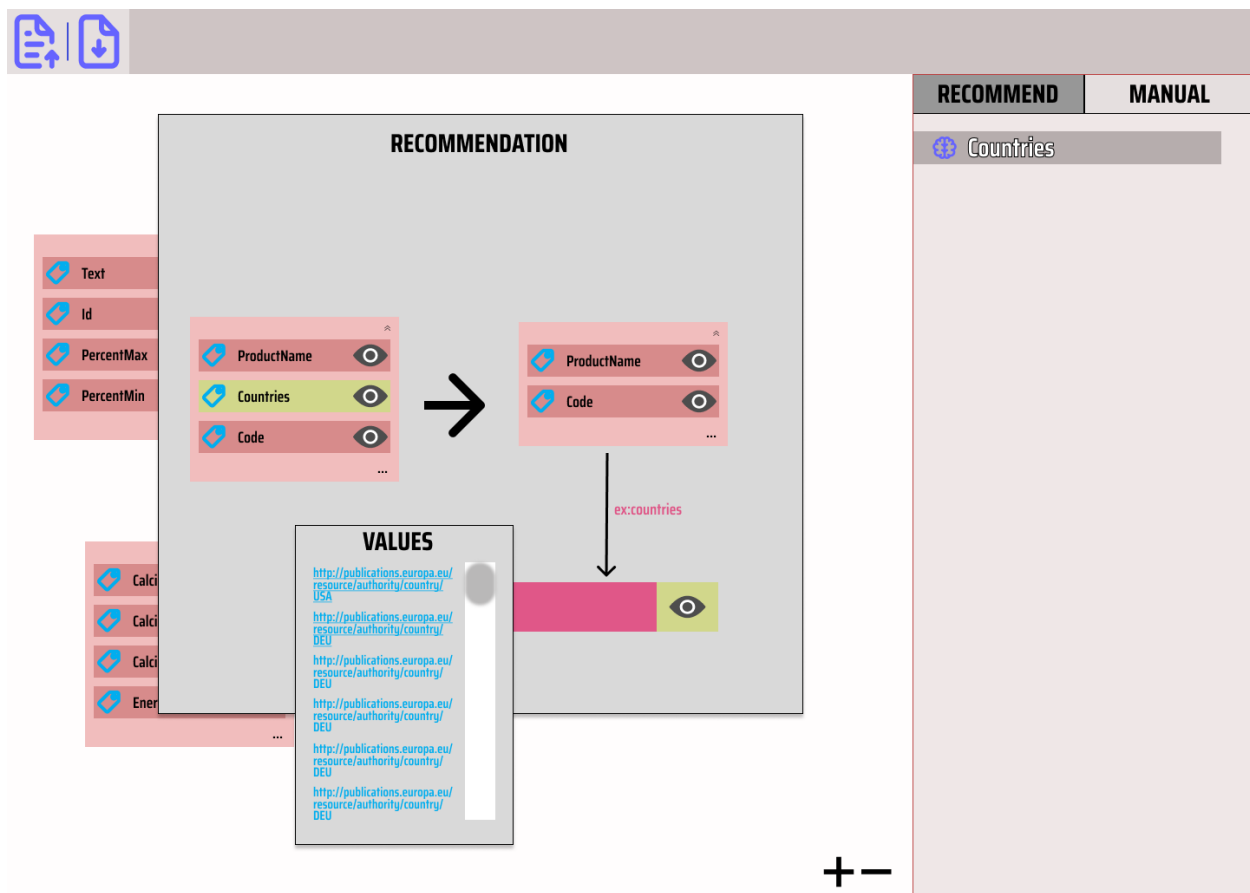 RECOMMEND
MANUAL
Countries
RECOMMENDATION
Text
Id
PercentMax
PercentMin
ProductName
Countries
Code
...
ProductName
Code
...
ex:countries
Calci
Calci
Calci
Ener
...
VALUES
http://publications.europa.eu/
resource/authority/country/
USA
http://publications.europa.eu/
resource/authority/country/
DEU
http://publications.europa.eu/
resource/authority/country/
DEU
http://publications.europa.eu/
resource/authority/country/
DEU
http://publications.europa.eu/
resource/authority/country/
DEU
http://publications.europa.eu/
resource/authority/country/
DEU